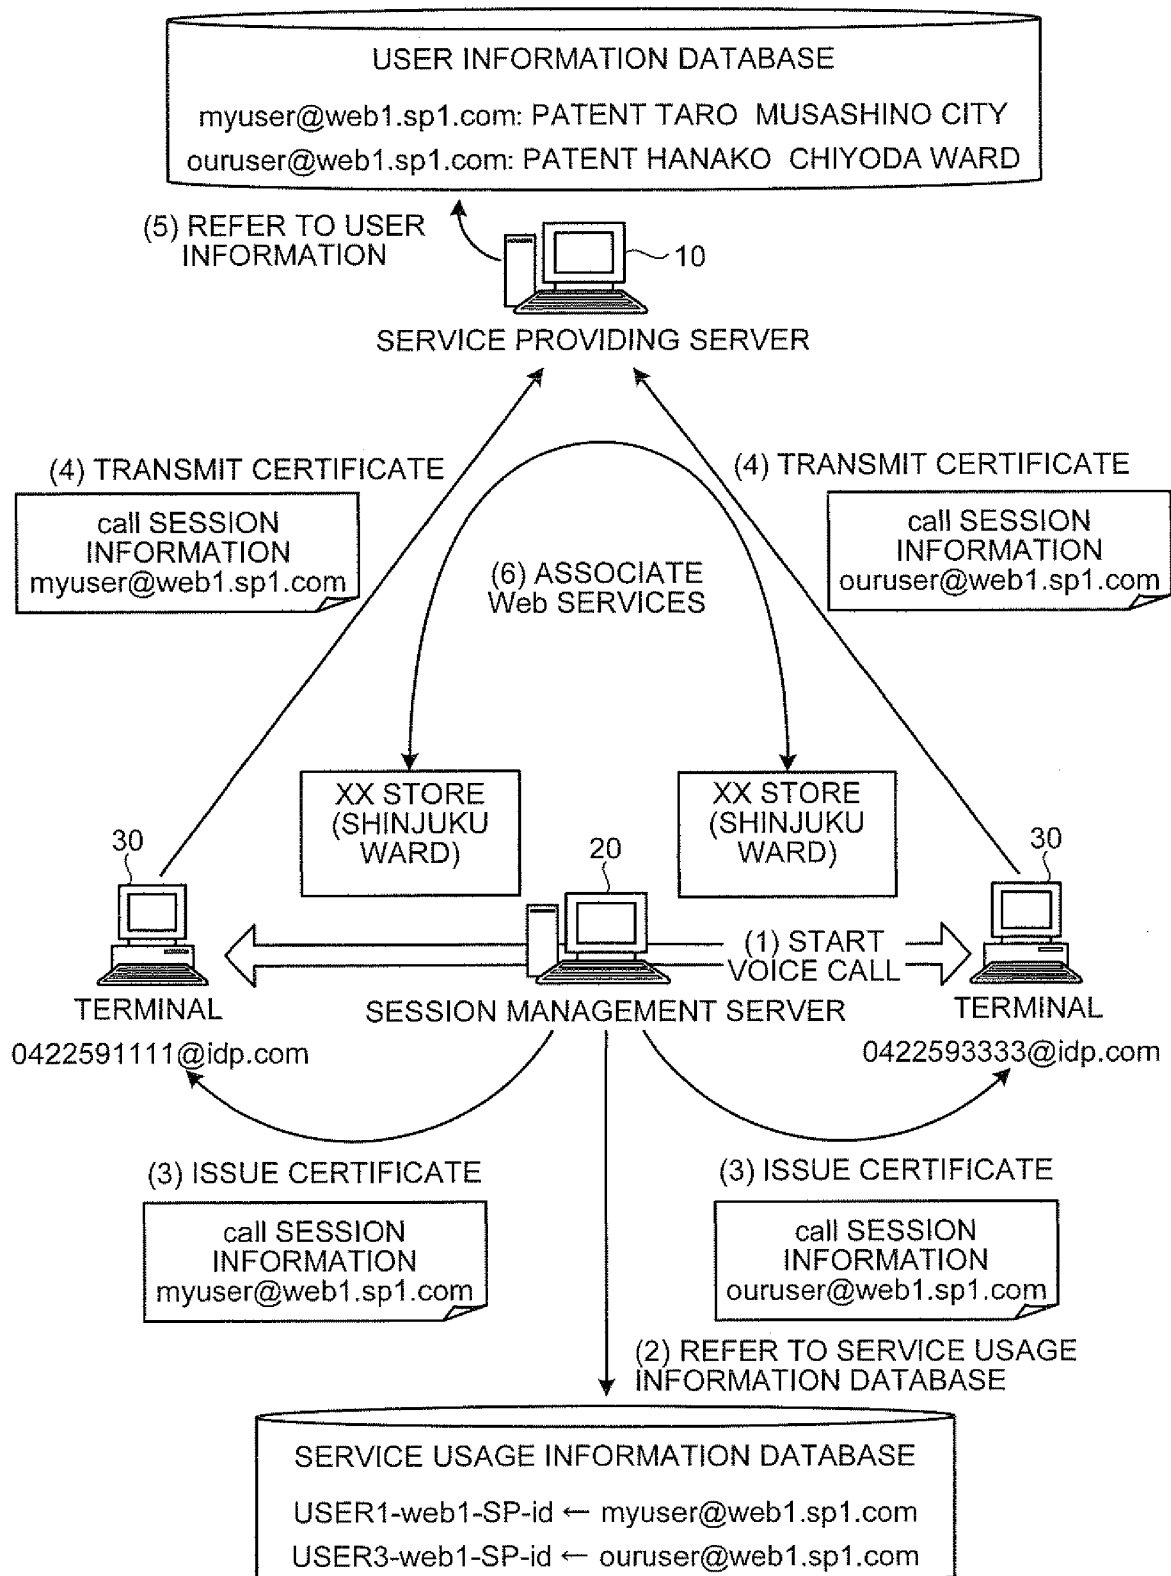 USER INFORMATION DATABASE
myuser@web1.sp1.com: PATENT TARO MUSASHINO CITY
ouruser@web1.sp1.com: PATENT HANAKO CHIYODA WARD
(5) REFER TO USER
INFORMATION
10
SERVICE PROVIDING SERVER
(4) TRANSMIT CERTIFICATE
call SESSION
INFORMATION
myuser@web1.sp1.com
(4) TRANSMIT CERTIFICATE
call SESSION
INFORMATION
ouruser@web1.sp1.com
(6) ASSOCIATE
Web SERVICES
XX STORE
(SHINJUKU
WARD)
XX STORE
(SHINJUKU
WARD)
30
20
30
(1) START
VOICE CALL
TERMINAL
SESSION MANAGEMENT SERVER
TERMINAL
0422591111@idp.com
0422593333@idp.com
(3) ISSUE CERTIFICATE
call SESSION
INFORMATION
myuser@web1.sp1.com
(3) ISSUE CERTIFICATE
call SESSION
INFORMATION
ouruser@web1.sp1.com
(2) REFER TO SERVICE USAGE
INFORMATION DATABASE
SERVICE USAGE INFORMATION DATABASE
USER1-web1-SP-id ← myuser@web1.sp1.com
USER3-web1-SP-id ← ouruser@web1.sp1.com